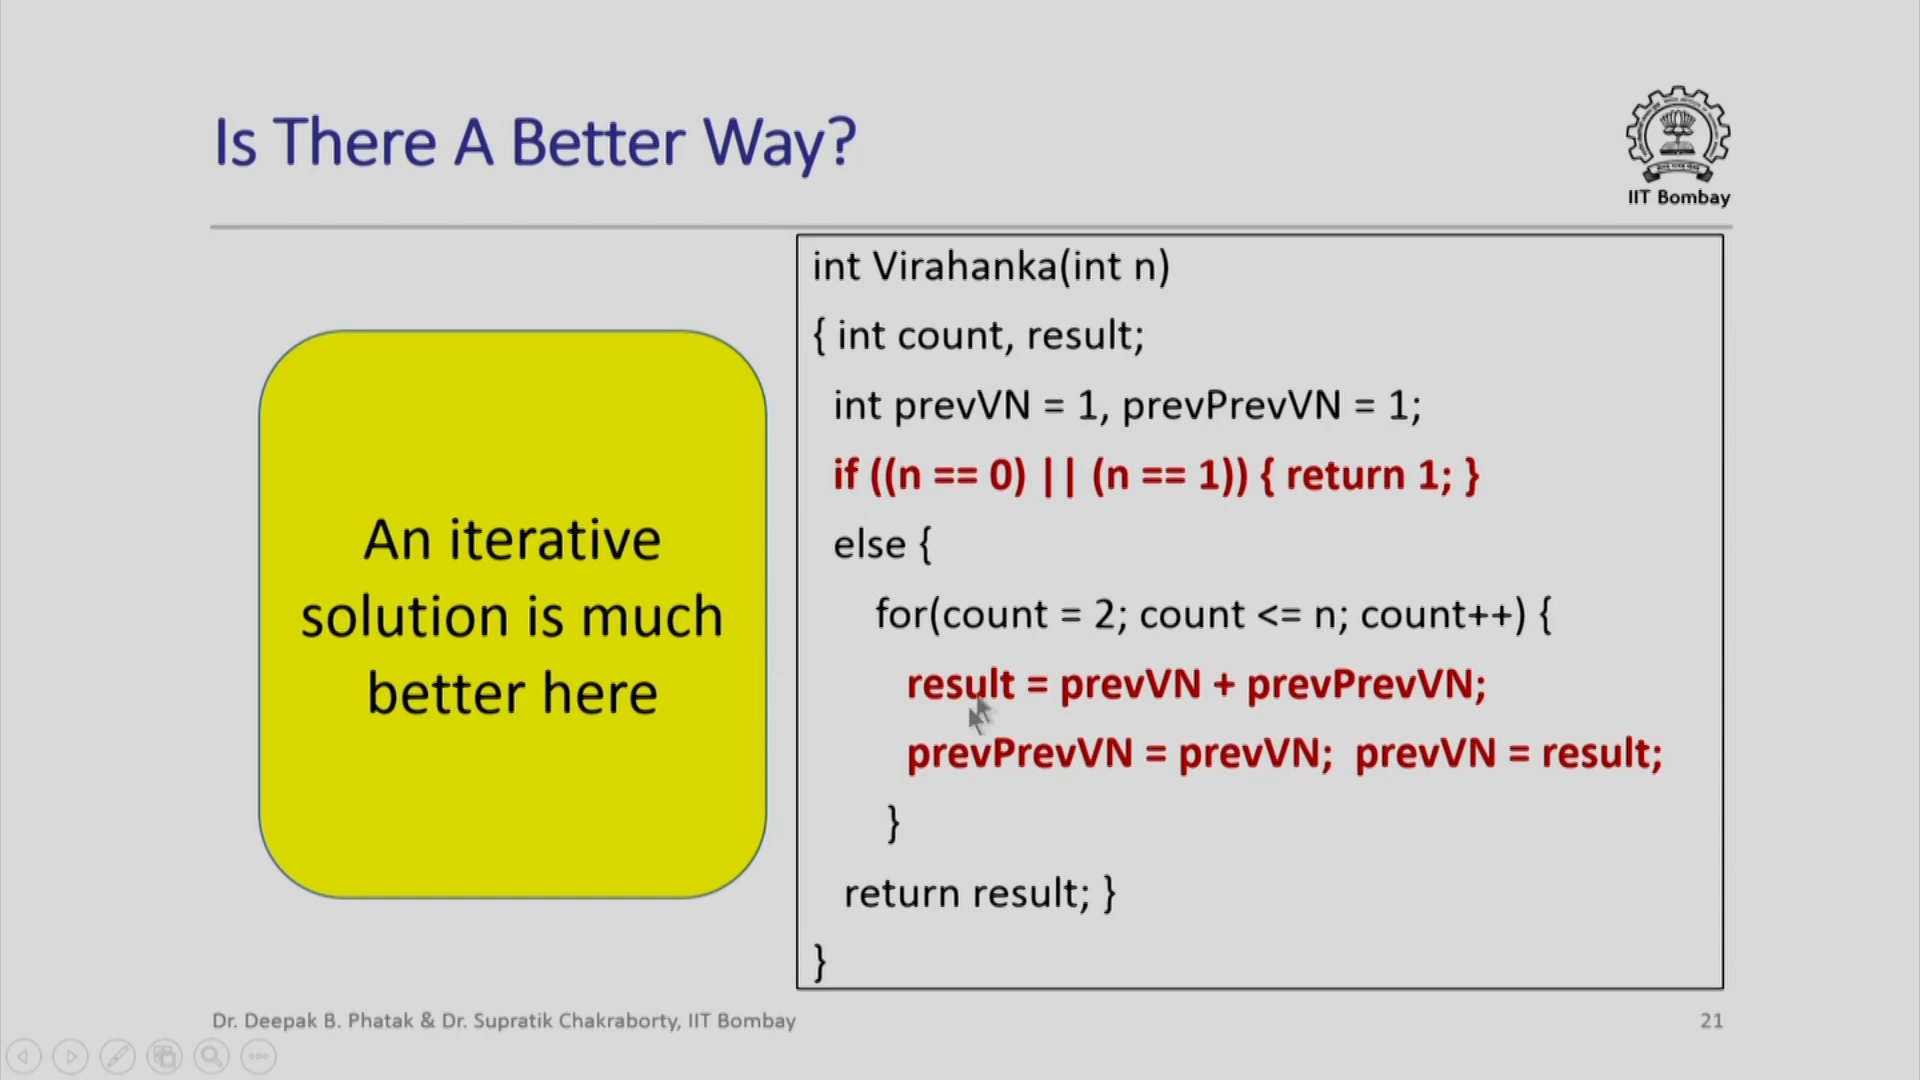 Is There A Better Way?
IIT Bombay
An iterative
solution is much
better here
int Virahanka(int n)
{ int count, result;
int prevVN = 1, prevPrevVN = 1;
if ((n == 0) || (n == 1)) { return 1; }
else {
for(count = 2; count <= n; count++) {
result = prevVN + prevPrevVN;
prevPrevVN = prevVN;  prevVN = result;
}
return result; }
}
Dr. Deepak B. Phatak & Dr. Supratik Chakraborty, IIT Bombay
21